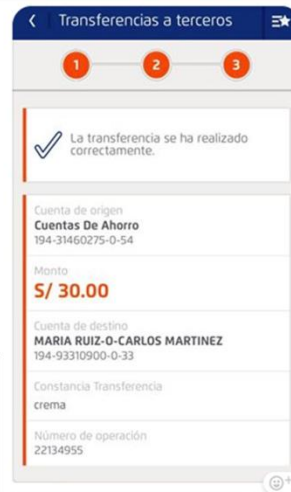 Transferencias a terceros
1 2 3
La transferencia se ha realizado
correctamente.
Cuenta de origen
Cuentas De Ahorro
194-31460275-0-54
Monto
S/ 30.00
Cuenta de destino
MARIA RUIZ-O-CARLOS MARTINEZ
194-93310900-0-33
Constancia Transferencia
crema
Número de operación
22134955